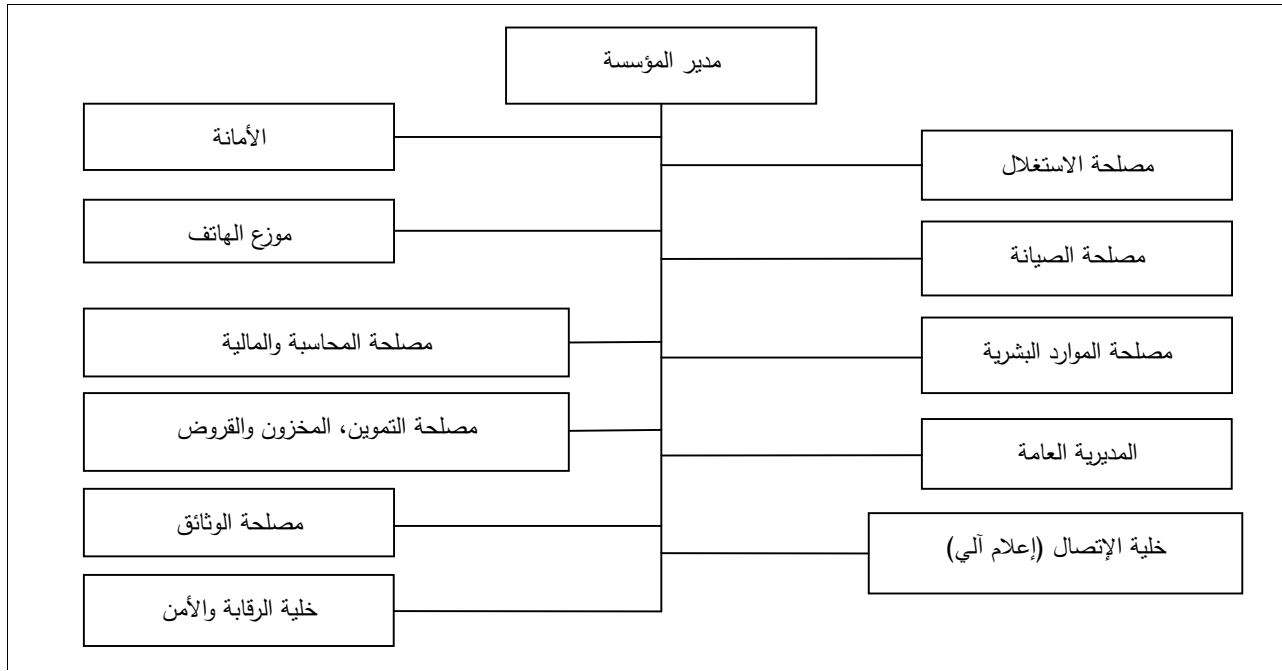 مدير المؤسسة
الأمانة
مصلحة الاستغلال
موزع الهاتف
مصلحة الصيانة
مصلحة المحاسبة والمالية
مصلحة الموارد البشرية
مصلحة التموين، المخزون والقروض
المديرية العامة
مصلحة الوثائق
خلية الإتصال (إعلام آلي)
خلية الرقابة والأمن